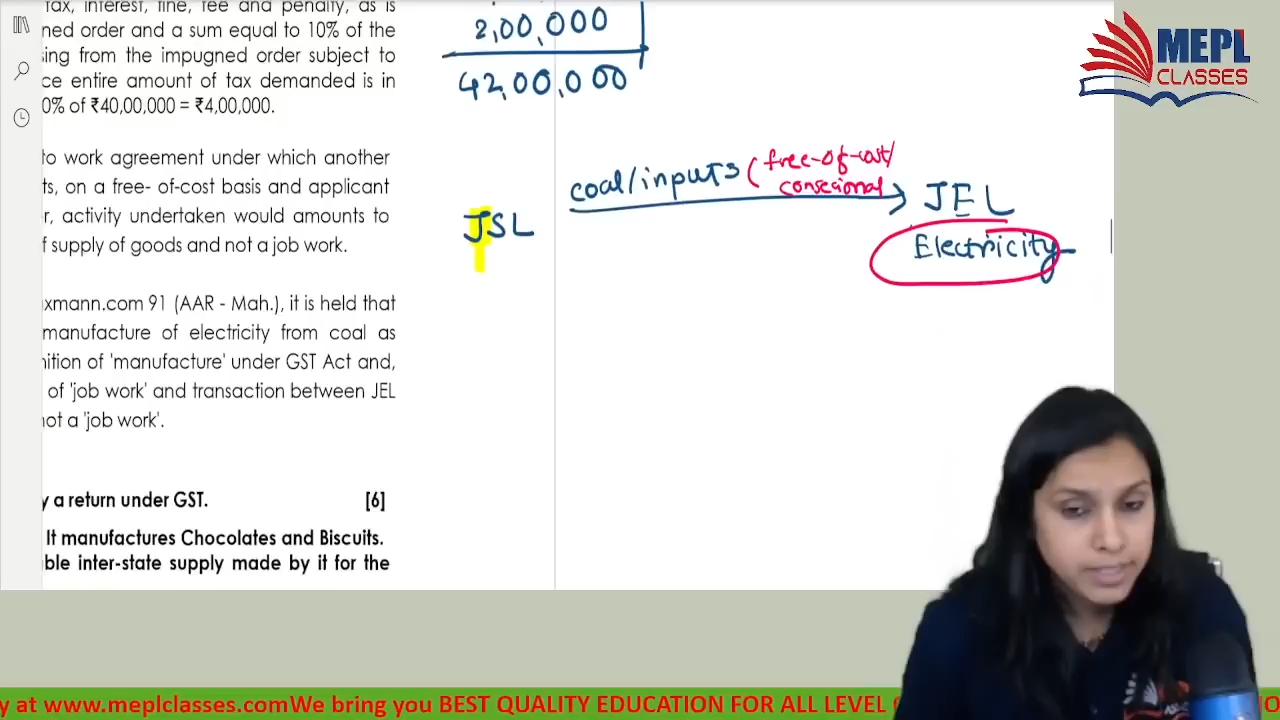 tax, interest, fine, fee and penalty, as is
ned order and a sum equal to 10% of the
ing from the impugned order subject to
ce entire amount of tax demanded is in
0% of ₹40,00,000 = ₹4,00,000.
to work agreement under which another
ts, on a free- of-cost basis and applicant
r, activity undertaken would amounts to
f supply of goods and not a job work.
xmann.com 91 (AAR - Mah.), it is held that
manufacture of electricity from coal as
nition of 'manufacture' under GST Act and,
of 'job work' and transaction between JEL
not a 'job work'.
y a return under GST. [6]
It manufactures Chocolates and Biscuits.
ble inter-state supply made by it for the
2,00,000
42,00,000
JSL
coal/inputs (free-of-cost/
concecional
JEL
Electricity
MEPL
CLASSES
y at www.meplclasses.comWe bring you BEST QUALITY EDUCATION FOR ALL LEVEL